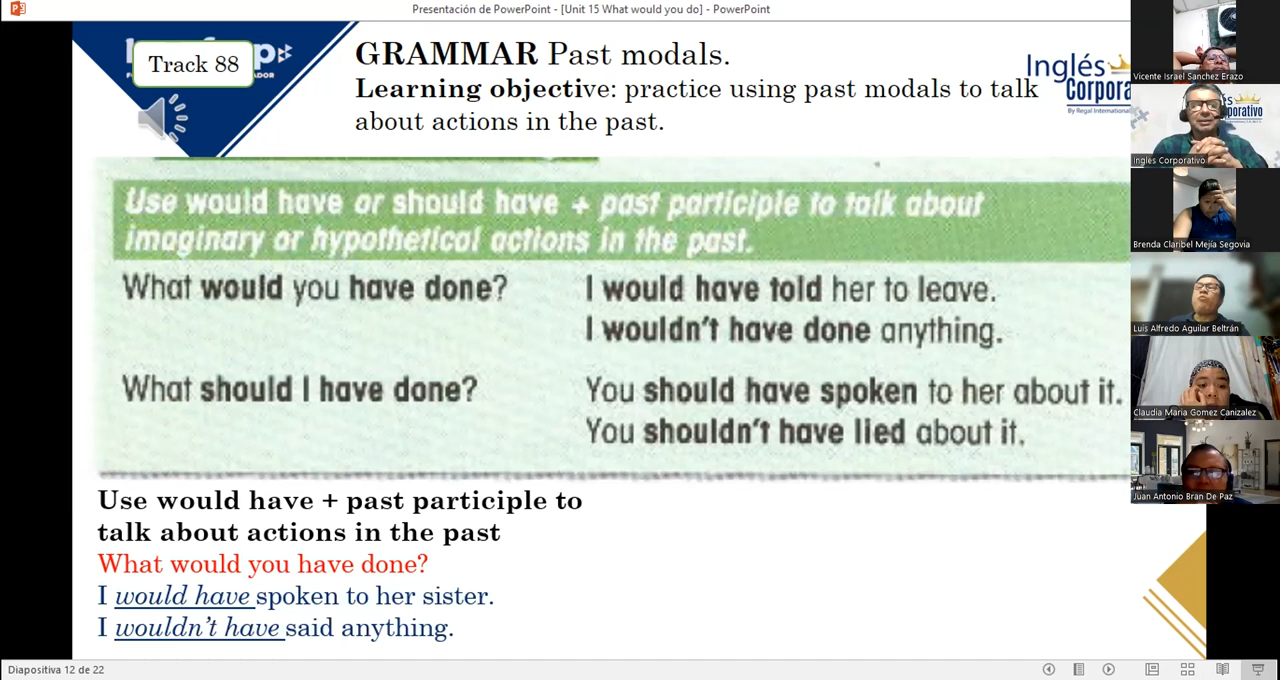 Presentación de PowerPoint - [Unit 15 What would you do] - PowerPoint
Track 88
GRAMMAR Past modals.
Learning objective: practice using past modals to talk
about actions in the past.
Inglés
Corpora
By Regal International
Use would have or should have + past participle to talk about
imaginary or hypothetical actions in the past.
What would you have done?
I would have told her to leave.
I wouldn't have done anything.
What should I have done?
You should have spoken to her about it.
You shouldn't have lied about it.
Use would have + past participle to
talk about actions in the past
What would you have done?
I would have spoken to her sister.
I wouldn't have said anything.
Vicente Israel Sanchez Erazo
Inglés Corporativo
Brenda Claribel Mejía Segovia
Luis Alfredo Aguilar Beltrán
Claudia Maria Gomez Canizalez
Juan Antonio Bran De Paz
Diapositiva 12 de 22